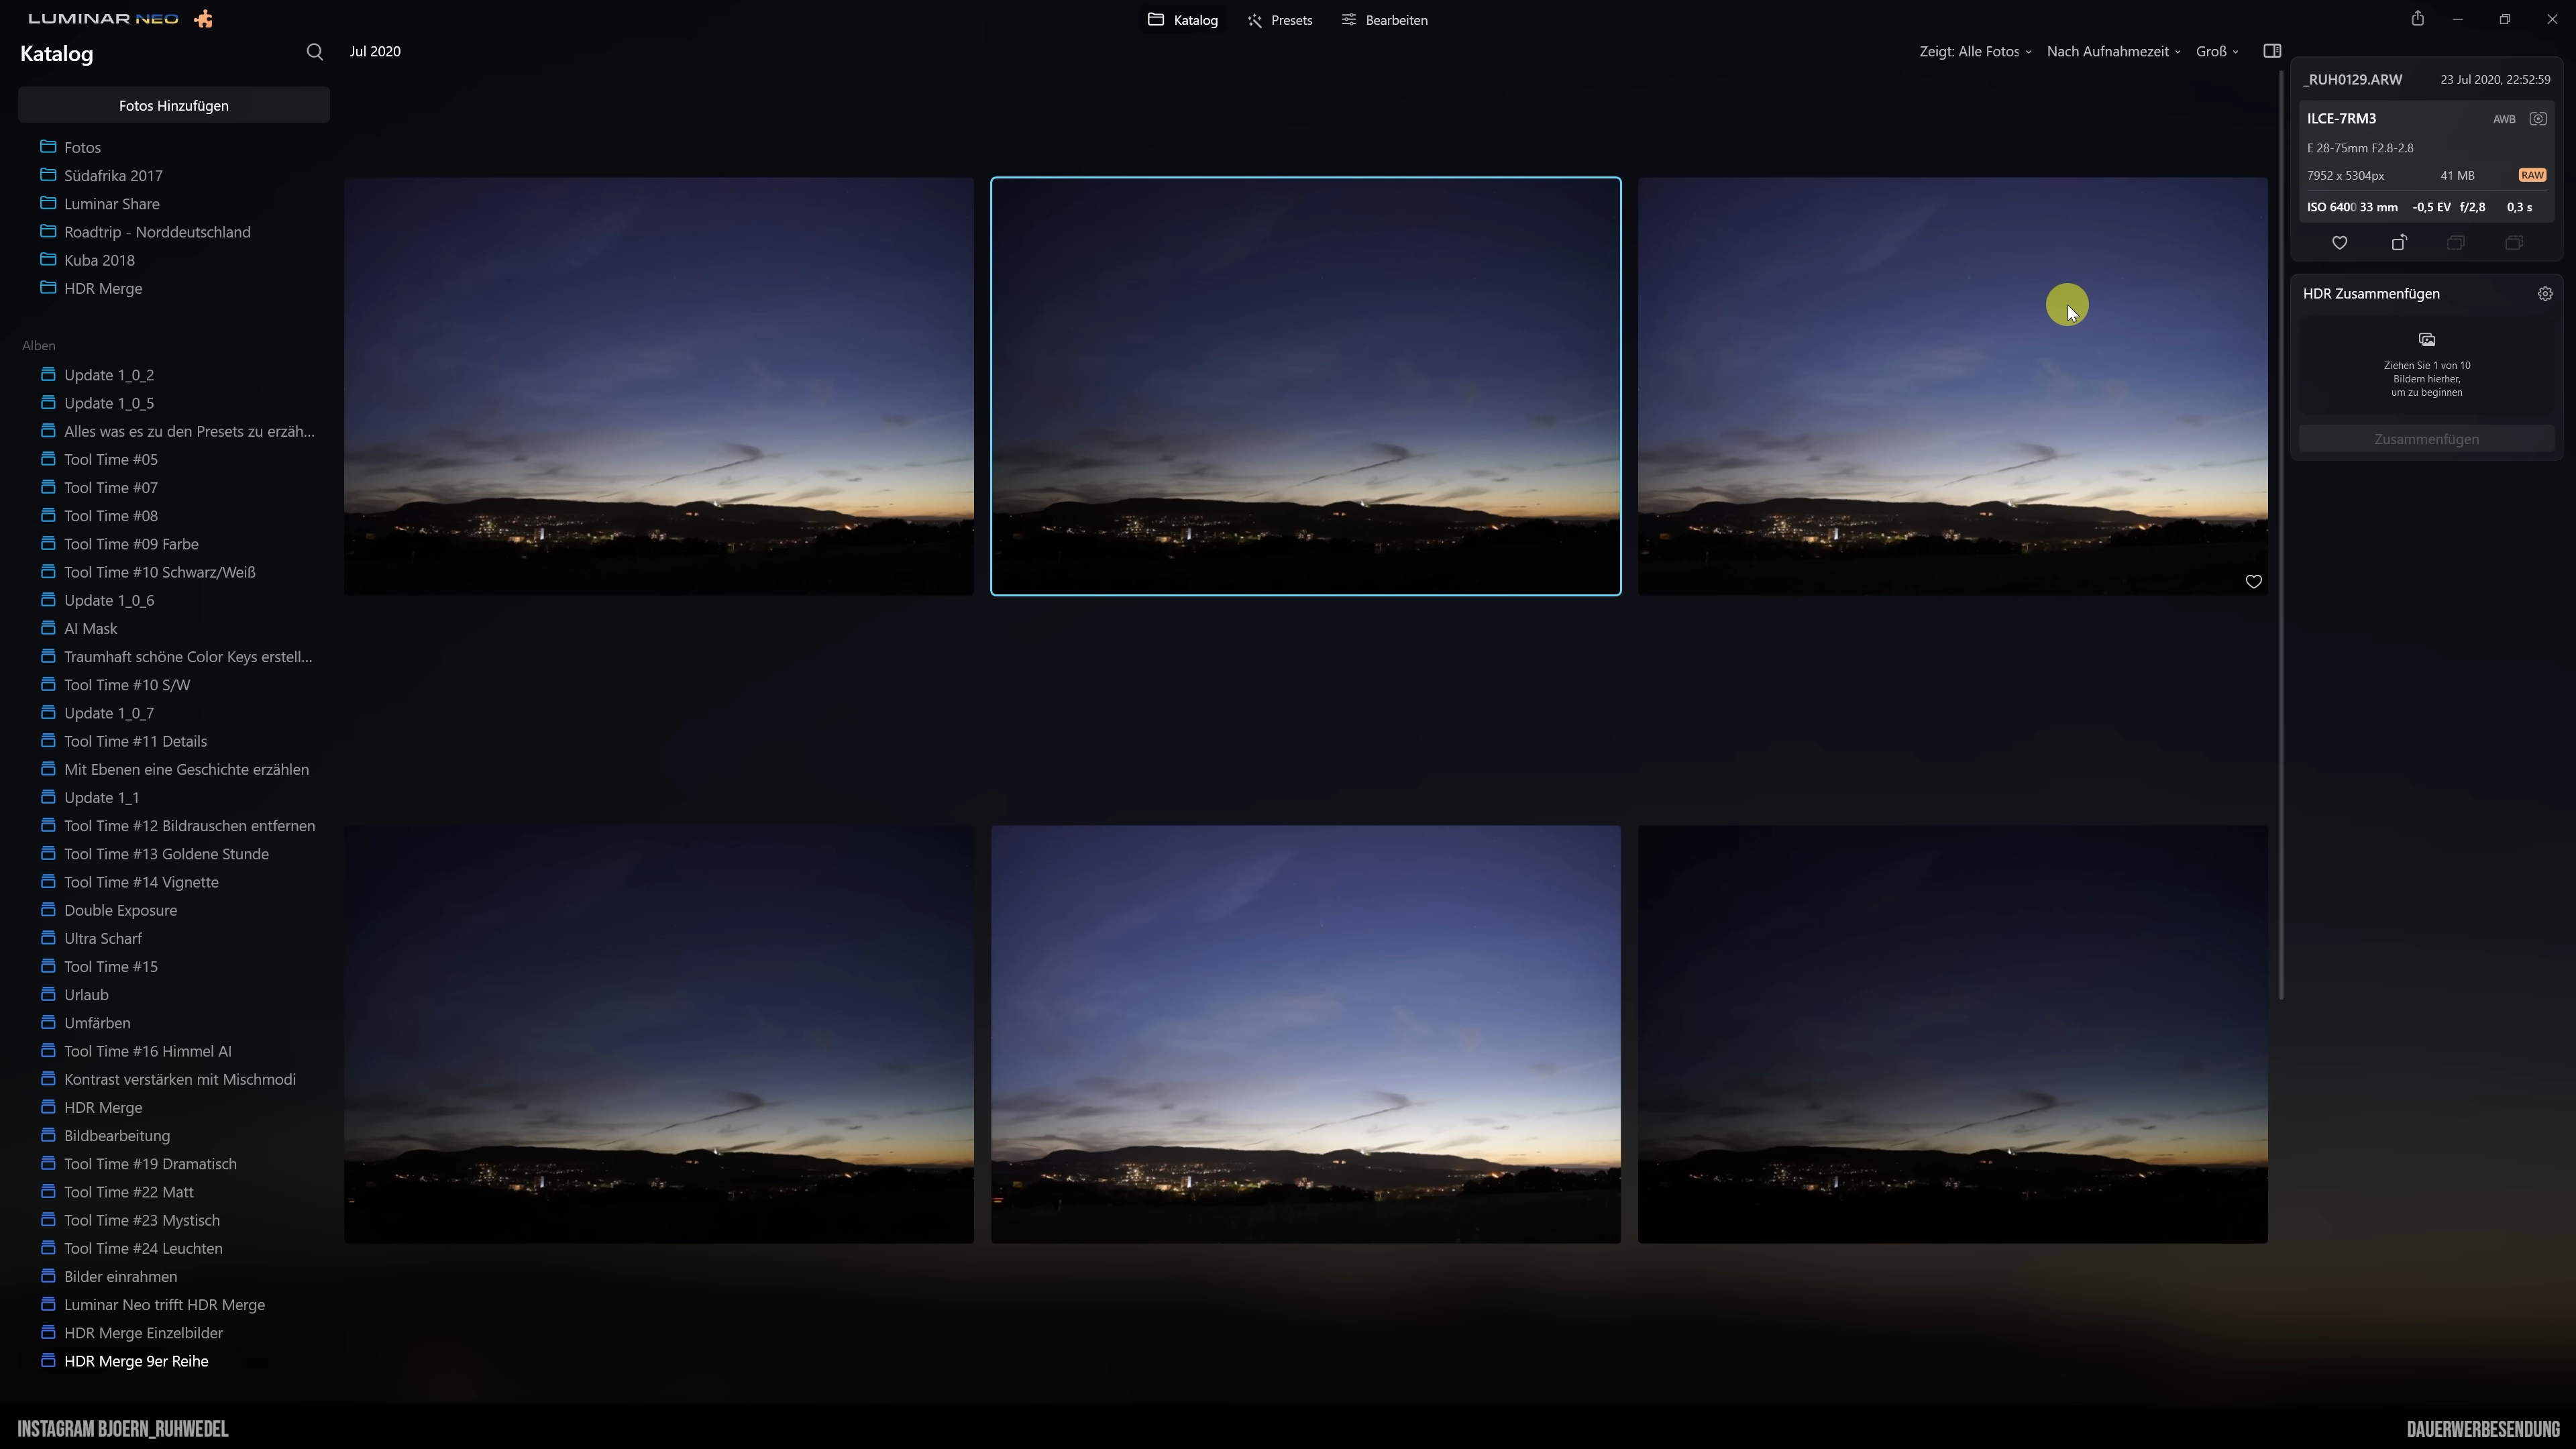 LUMINAR NEO
Katalog
Presets
Bearbeiten
Katalog
Jul 2020
Zeigt: Alle Fotos
Nach Aufnahmezeit
Groß
Fotos Hinzufügen
Fotos
Südafrika 2017
Luminar Share
Roadtrip - Norddeutschland
Kuba 2018
HDR Merge
Alben
Update 1_0_2
Update 1_0_5
Alles was es zu den Presets zu erzäh...
Tool Time #05
Tool Time #07
Tool Time #08
Tool Time #09 Farbe
Tool Time #10 Schwarz/Weiß
Update 1_0_6
AI Mask
Traumhaft schöne Color Keys erstell...
Tool Time #10 S/W
Update 1_0_7
Tool Time #11 Details
Mit Ebenen eine Geschichte erzählen
Update 1_1
Tool Time #12 Bildrauschen entfernen
Tool Time #13 Goldene Stunde
Tool Time #14 Vignette
Double Exposure
Ultra Scharf
Tool Time #15
Urlaub
Umfärben
Tool Time #16 Himmel AI
Kontrast verstärken mit Mischmodi
HDR Merge
Bildbearbeitung
Tool Time #19 Dramatisch
Tool Time #22 Matt
Tool Time #23 Mystisch
Tool Time #24 Leuchten
Bilder einrahmen
Luminar Neo trifft HDR Merge
HDR Merge Einzelbilder
HDR Merge 9er Reihe
_RUH0129.ARW 23 Jul 2020, 22:52:59
ILCE-7RM3 AWB
E 28-75mm F2.8-2.8
7952 x 5304px 41 MB RAW
ISO 6400 33 mm -0,5 EV f/2,8 0,3 s
HDR Zusammenfügen
Ziehen Sie 1 von 10
Bildern hierher,
um zu beginnen
Zusammenfügen
INSTAGRAM BJOERN_RUHWEDEL
DAUERWERBESENDUNG